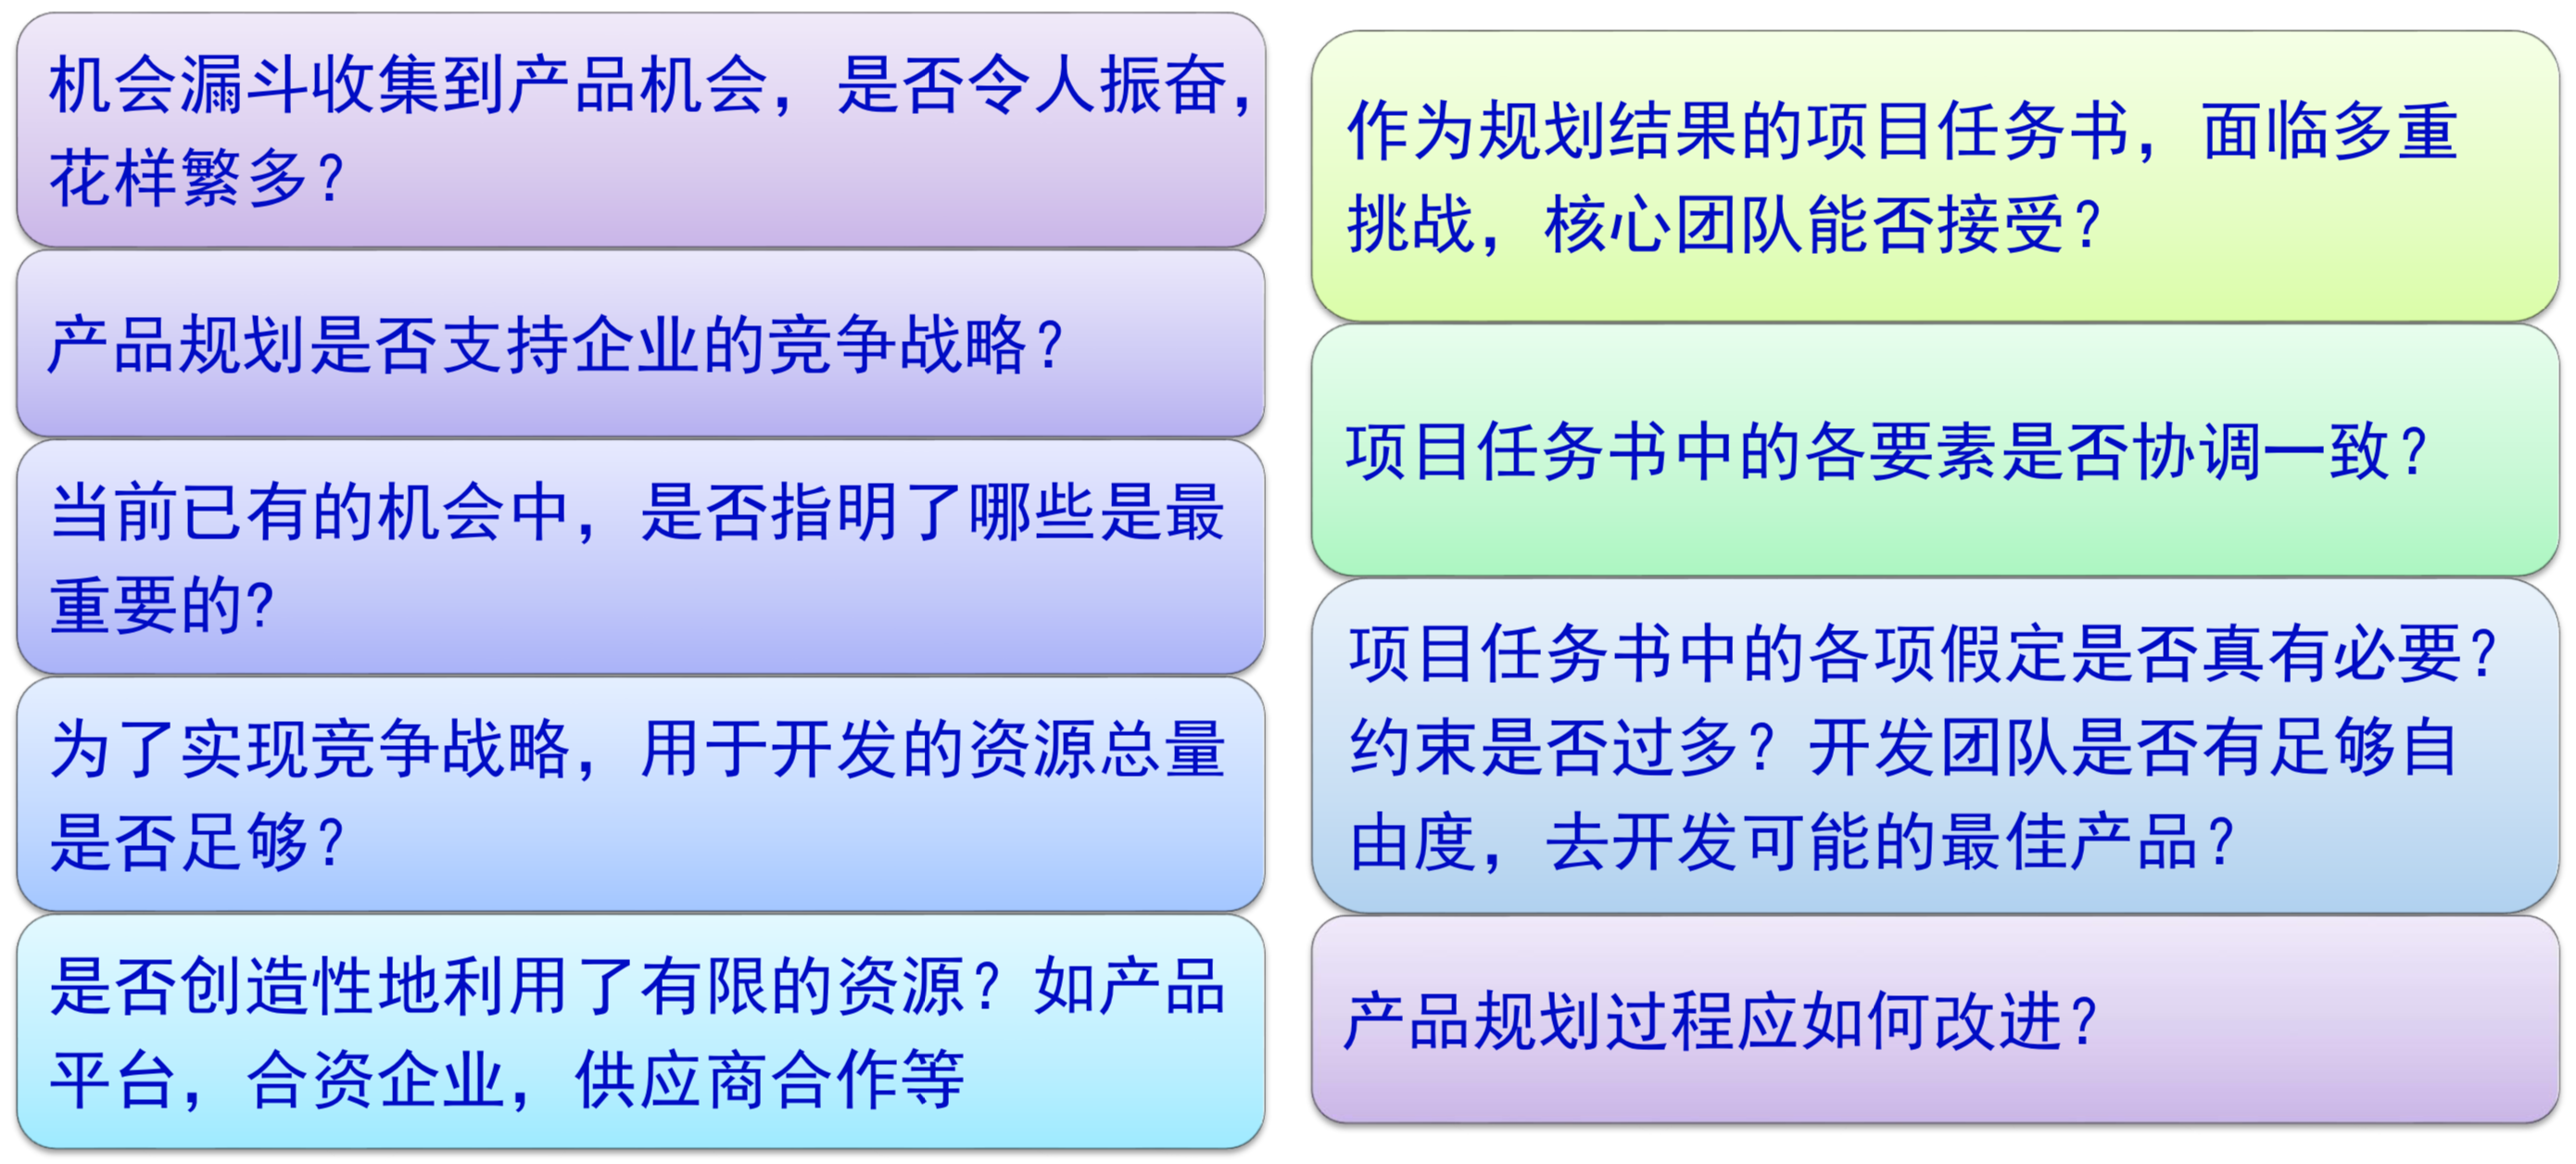 机会漏斗收集到产品机会，是否令人振奋，
花样繁多？
产品规划是否支持企业的竞争战略？
当前已有的机会中，是否指明了哪些是最
重要的?
为了实现竞争战略，用于开发的资源总量
是否足够？
是否创造性地利用了有限的资源？如产品
平台，合资企业，供应商合作等
作为规划结果的项目任务书，面临多重
挑战，核心团队能否接受？
项目任务书中的各要素是否协调一致？
项目任务书中的各项假定是否真有必要？
约束是否过多？开发团队是否有足够自
由度，去开发可能的最佳产品？
产品规划过程应如何改进？